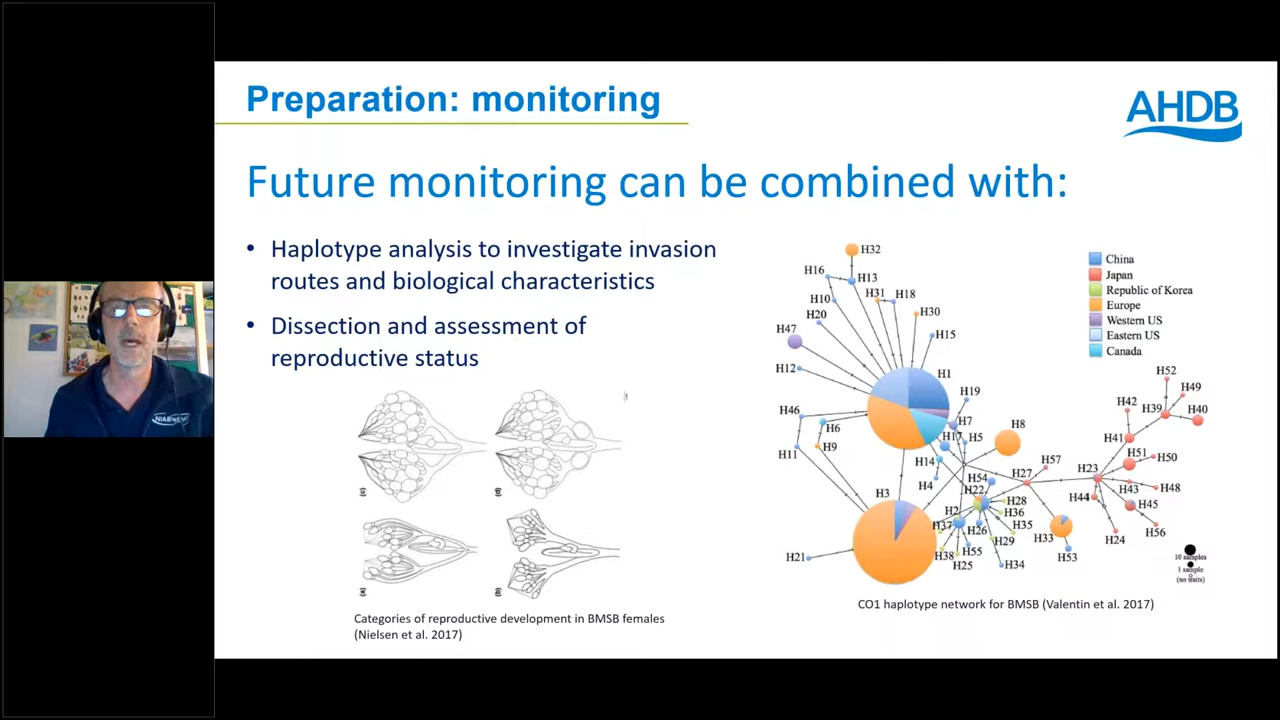 Preparation: monitoring
AHDB
Future monitoring can be combined with:
• Haplotype analysis to investigate invasion
routes and biological characteristics
• Dissection and assessment of
reproductive status
(c)
(d)
(a)
(b)
Categories of reproductive development in BMSB females
(Nielsen et al. 2017)
China
Japan
Republic of Korea
Europe
Western US
Eastern US
Canada
H32
H16
H13
H31
H18
H10
H20
H30
H47
H15
H12
H1
H52
H19
H49
H42
H39
H40
H46
H6
H7
H8
H41
H9
H17
H5
H11
H14
H57
H51
H50
H27
H23
H4
H54
H3
H22
H28
H44
H43
H48
H2
H36
H45
H37
H26
H35
H33
H56
H29
H24
H21
H38
H55
H53
H25
H34
10 samples
1 sample
CO1 haplotype network for BMSB (Valentin et al. 2017)